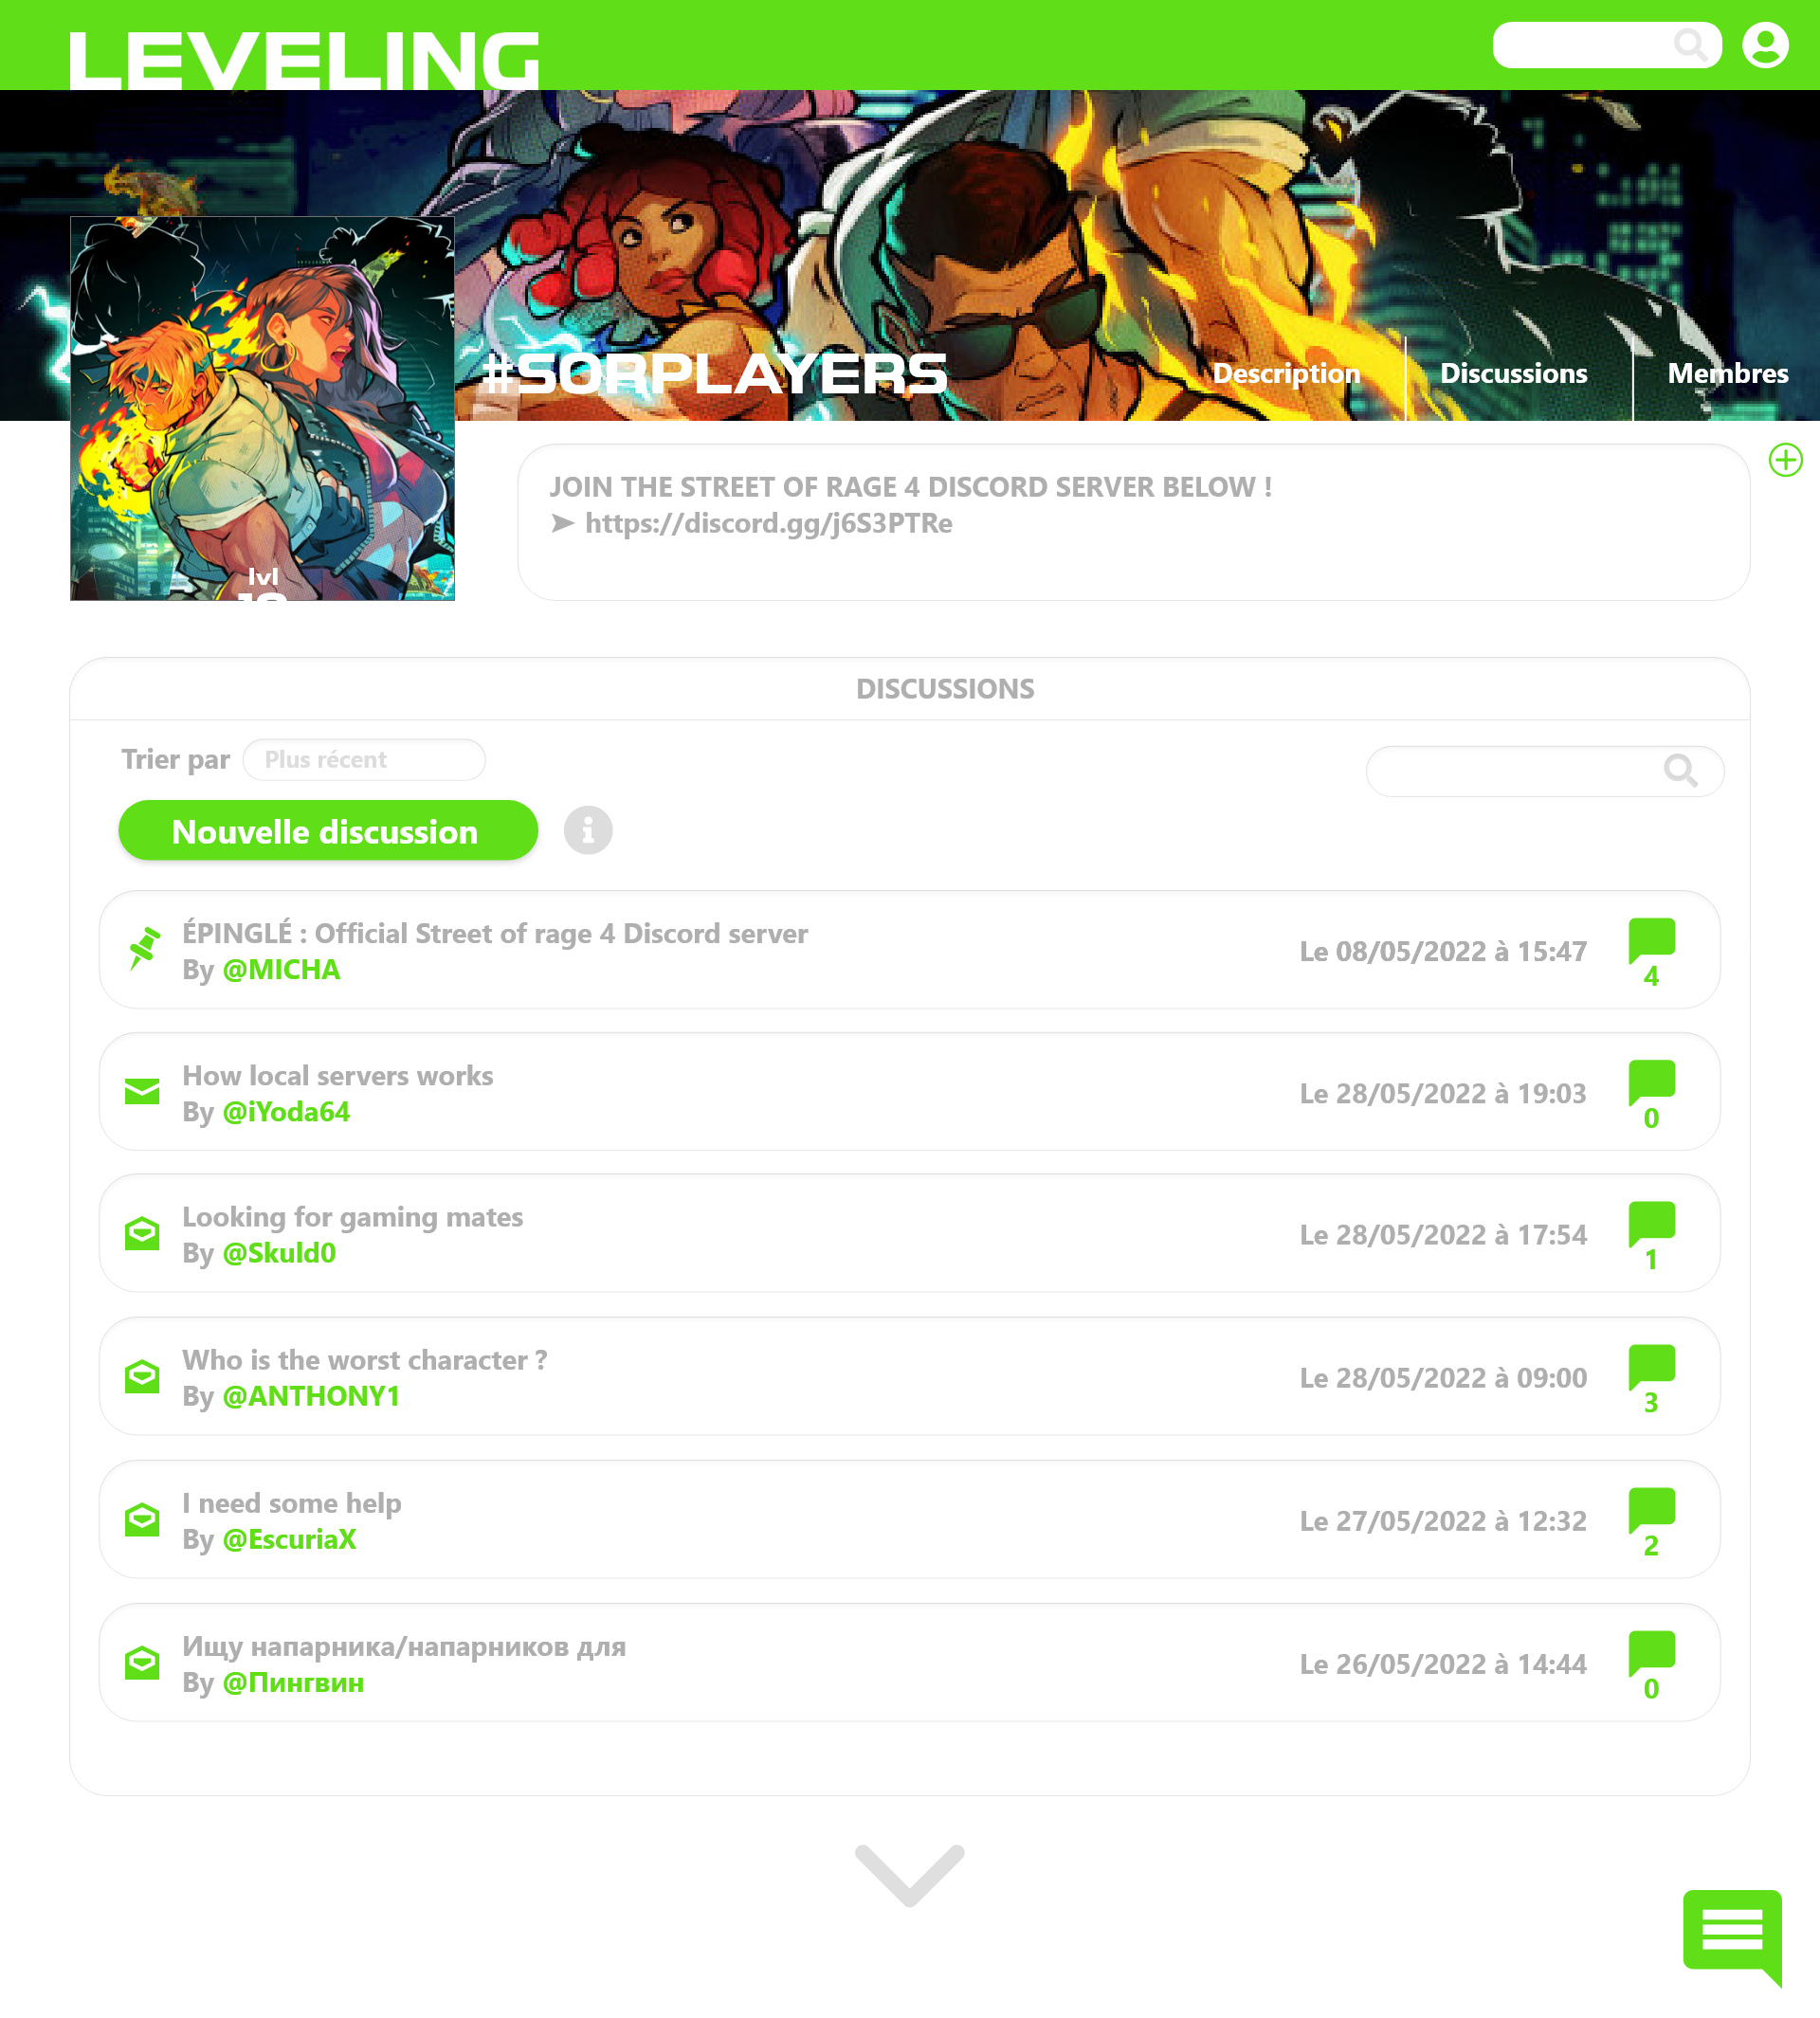 LEVELING
#SORPLAYERS
Description
Discussions
Membres
lvl
JOIN THE STREET OF RAGE 4 DISCORD SERVER BELOW !
➤ https://discord.gg/j6S3PTRe
DISCUSSIONS
Trier par
Plus récent
Nouvelle discussion
ÉPINGLÉ : Official Street of rage 4 Discord server
By @MICHA
Le 08/05/2022 à 15:47
4
How local servers works
By @iYoda64
Le 28/05/2022 à 19:03
0
Looking for gaming mates
By @Skuld0
Le 28/05/2022 à 17:54
1
Who is the worst character ?
By @ANTHONY1
Le 28/05/2022 à 09:00
3
I need some help
By @EscuriaX
Le 27/05/2022 à 12:32
2
Ищу напарника/напарников для
By @Пингвин
Le 26/05/2022 à 14:44
0